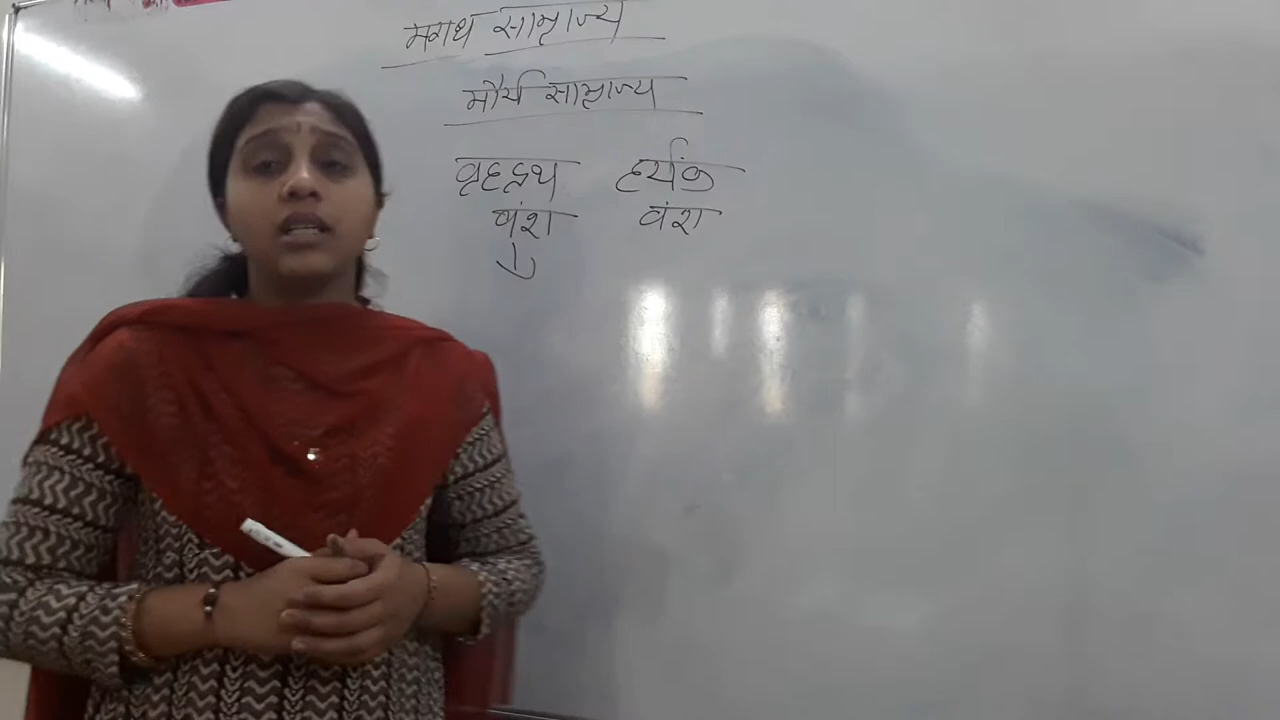 मगध साम्राज्य
मौर्य साम्राज्य
वृहद्रथ हर्यंक
वंश वंश